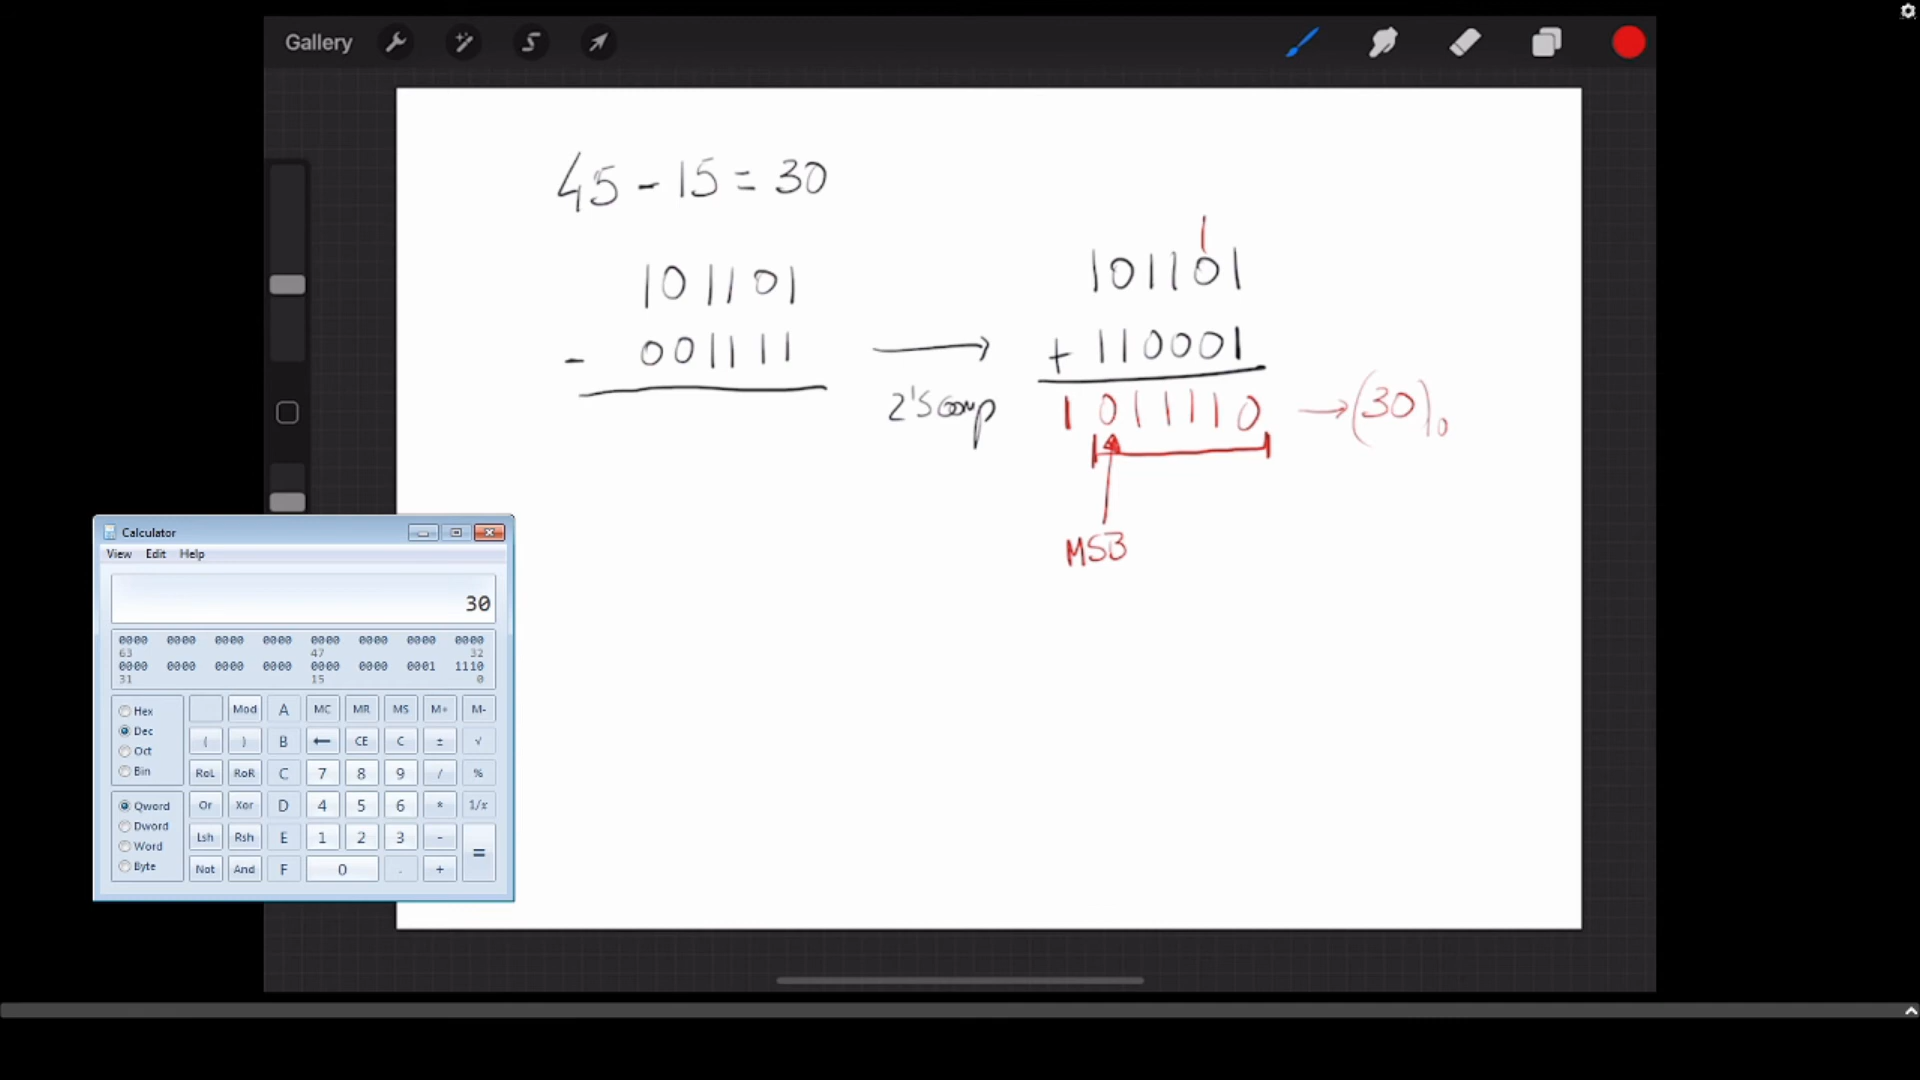 Gallery
45 - 15 = 30
1
101101
101101
- 001111
+ 110001
2'S comp
1 011110 → (30)10
MSB
Calculator
View Edit Help
30
0000 0000 0000 0000 0000 0000 0000 0000
63 47 32
0000 0000 0000 0000 0000 0000 0001 1110
31 15 0
Hex
Dec
Oct
Bin
Qword
Dword
Word
Byte
Mod A MC MR MS M+ M-
( ) B ← CE C ± √
RoL RoR C 7 8 9 / %
Or Xor D 4 5 6 * 1/x
Lsh Rsh E 1 2 3 - =
Not And F 0 . +